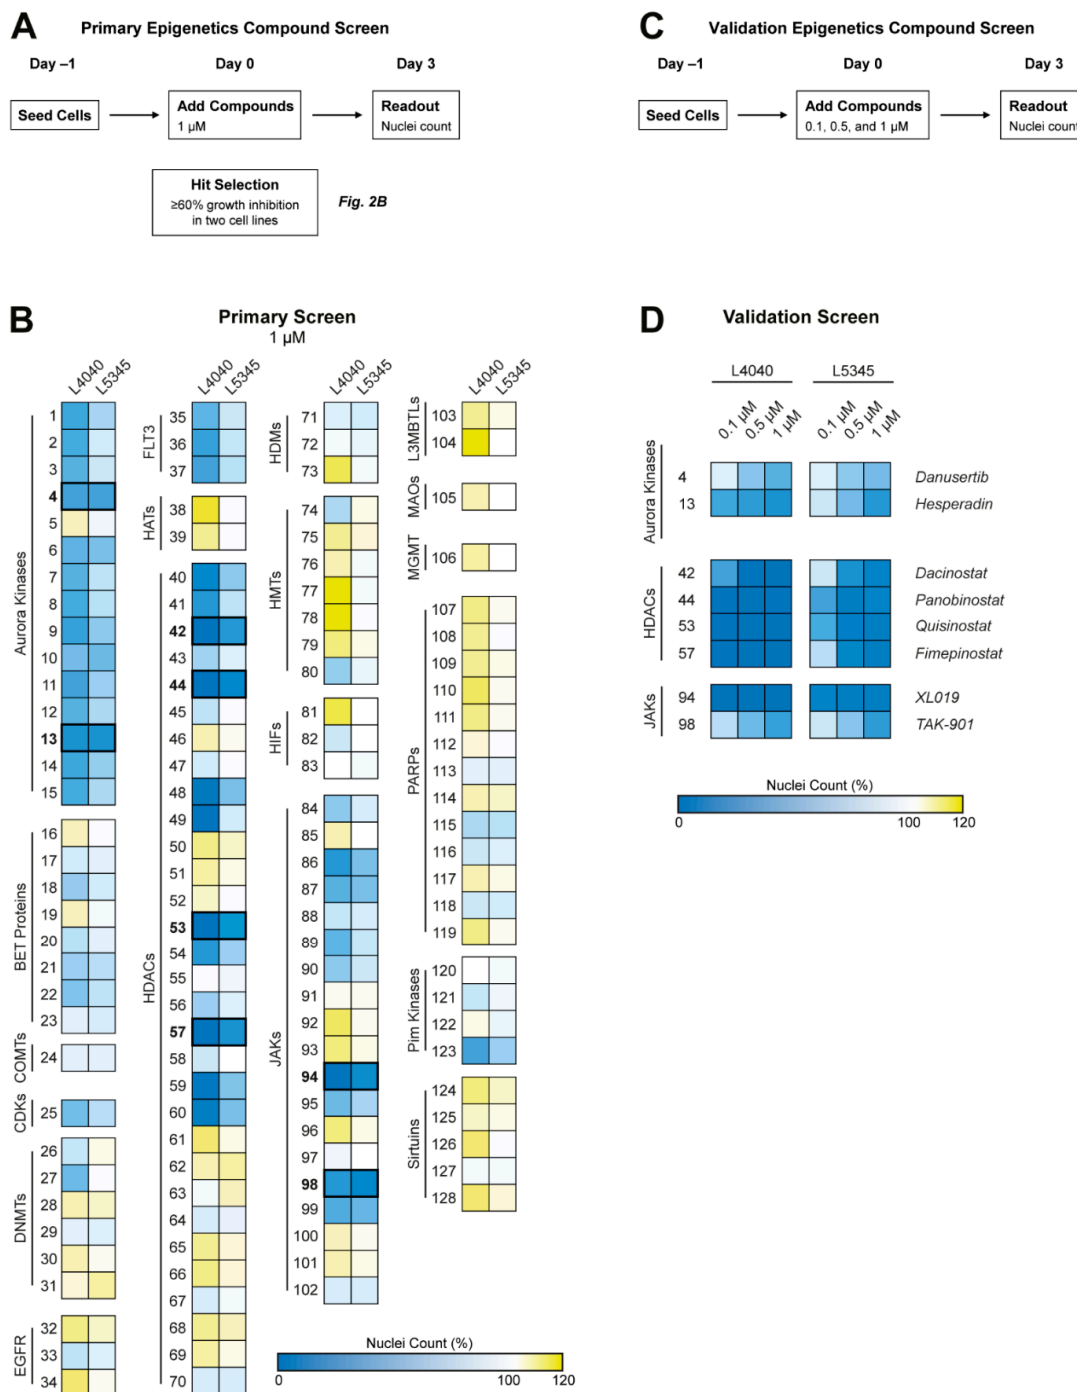 A
Primary Epigenetics Compound Screen
Day –1
Day 0
Day 3
Seed Cells
Add Compounds
1 µM
Readout
Nuclei count
Hit Selection
≥60% growth inhibition
in two cell lines
Fig. 2B
C
Validation Epigenetics Compound Screen
Day –1
Day 0
Day 3
Seed Cells
Add Compounds
0.1, 0.5, and 1 µM
Readout
Nuclei count
B
Primary Screen
1 µM
L4040
L5345
Aurora Kinases
1
2
3
4
5
6
7
8
9
10
11
12
13
14
15
BET Proteins
16
17
18
19
20
21
22
23
COMTs
24
CDKs
25
DNMTs
26
27
28
29
30
31
EGFR
32
33
34
L4040
L5345
FLT3
35
36
37
HATs
38
39
HDACs
40
41
42
43
44
45
46
47
48
49
50
51
52
53
54
55
56
57
58
59
60
61
62
63
64
65
66
67
68
69
70
L4040
L5345
HDMs
71
72
73
HMTs
74
75
76
77
78
79
80
HIFs
81
82
83
JAKs
84
85
86
87
88
89
90
91
92
93
94
95
96
97
98
99
100
101
102
L4040
L5345
L3MBTLs
103
104
MAOs
105
MGMT
106
PARPs
107
108
109
110
111
112
113
114
115
116
117
118
119
Pim Kinases
120
121
122
123
Sirtuins
124
125
126
127
128
Nuclei Count (%)
0
100
120
D
Validation Screen
L4040
L5345
0.1 µM
0.5 µM
1 µM
0.1 µM
0.5 µM
1 µM
Aurora Kinases
4
Danusertib
13
Hesperadin
HDACs
42
Dacinostat
44
Panobinostat
53
Quisinostat
57
Fimepinostat
JAKs
94
XL019
98
TAK-901
Nuclei Count (%)
0
100
120